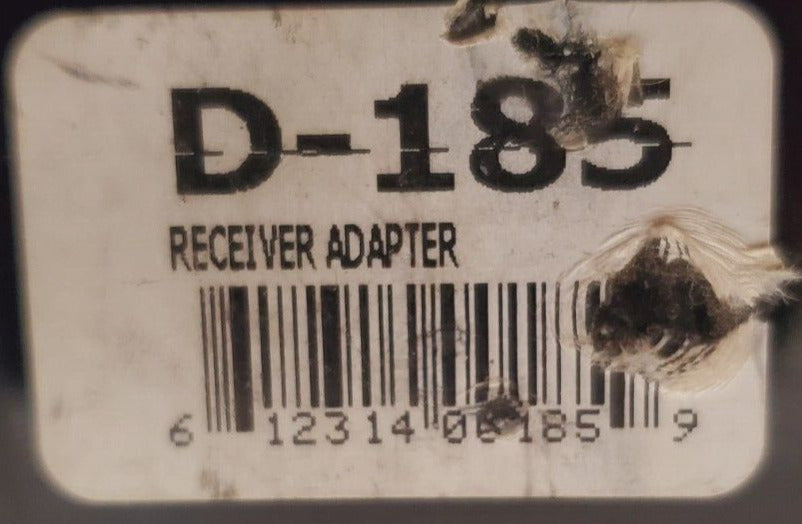 D-185
RECEIVER ADAPTER
6 12314 00185 9